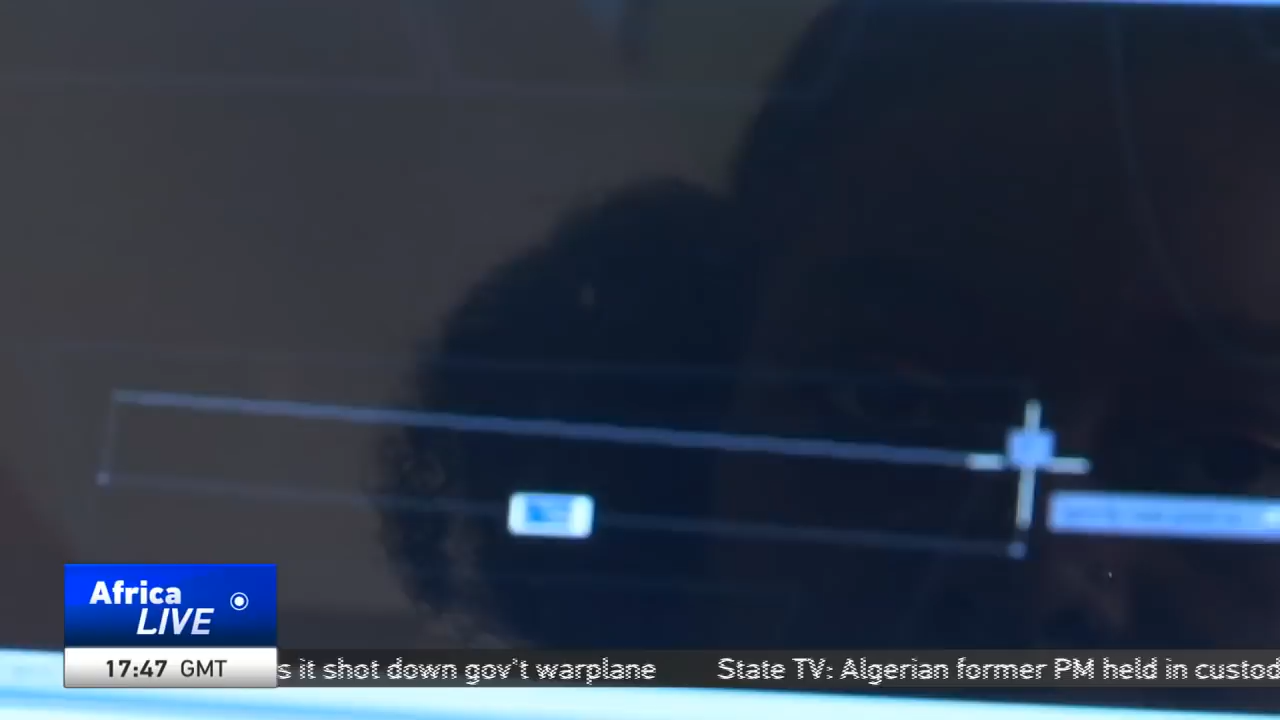 Africa
LIVE
17:47 GMT
s it shot down gov't warplane State TV: Algerian former PM held in custod